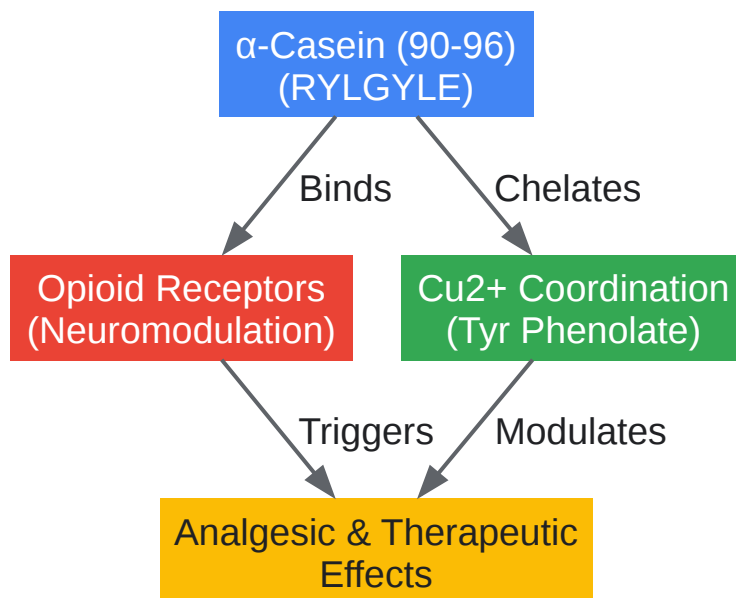 α-Casein (90-96)
(RYLGYLE)
Binds
Chelates
Opioid Receptors
(Neuromodulation)
Cu2+ Coordination
(Tyr Phenolate)
Triggers
Modulates
Analgesic & Therapeutic
Effects